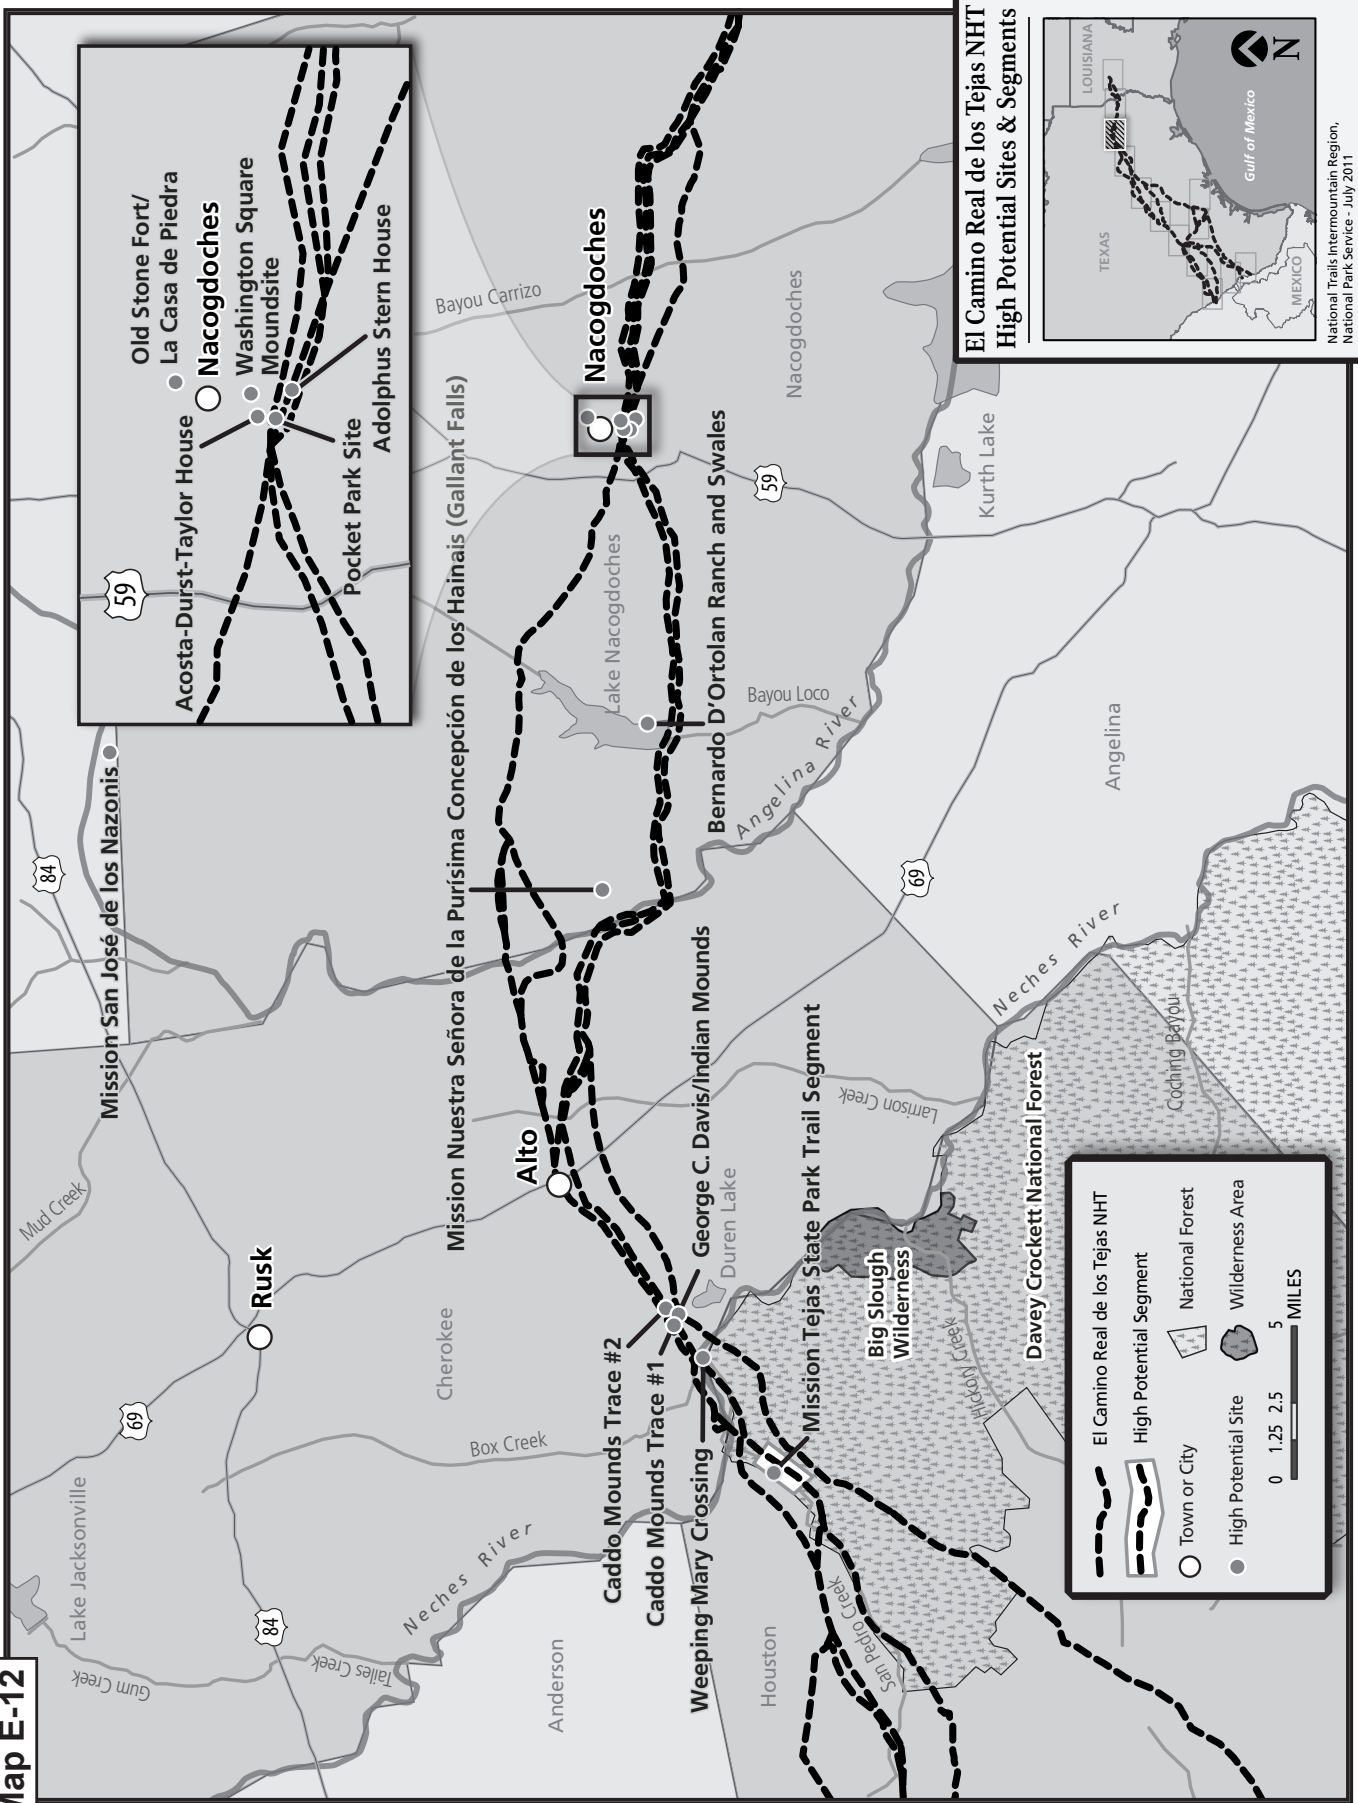 Map E-12
El Camino Real de los Tejas NHT
High Potential Sites & Segments
LOUISIANA
TEXAS
Gulf of Mexico
MEXICO
N
National Trails Intermountain Region,
National Park Service - July 2011
59
Old Stone Fort/
La Casa de Piedra
Nacogdoches
Washington Square
Moundsite
Adolphus Stern House
Acosta-Durst-Taylor House
Pocket Park Site
Lake Jacksonville
Gum Creek
Tailes Creek
69
84
Rusk
Mud Creek
84
Mission San José de los Nazonis
Neches River
Anderson
Box Creek
Cherokee
Mission Nuestra Señora de la Purísima Concepción de los Hainais (Gallant Falls)
Bayou Carrizo
Alto
Lake Nacogdoches
Nacogdoches
Caddo Mounds Trace #2
Caddo Mounds Trace #1
Weeping Mary Crossing
George C. Davis/Indian Mounds
Duren Lake
Bernardo D'Ortolan Ranch and Swales
Bayou Loco
Angelina River
59
Nacogdoches
Houston
San Pedro Creek
Mission Tejas State Park Trail Segment
Larrison Creek
Big Slough
Wilderness
Hickory Creek
69
Kurth Lake
Neches River
Davey Crockett National Forest
Angelina
Cochino Bayou
El Camino Real de los Tejas NHT
High Potential Segment
Town or City
National Forest
High Potential Site
Wilderness Area
0 1.25 2.5 5
MILES